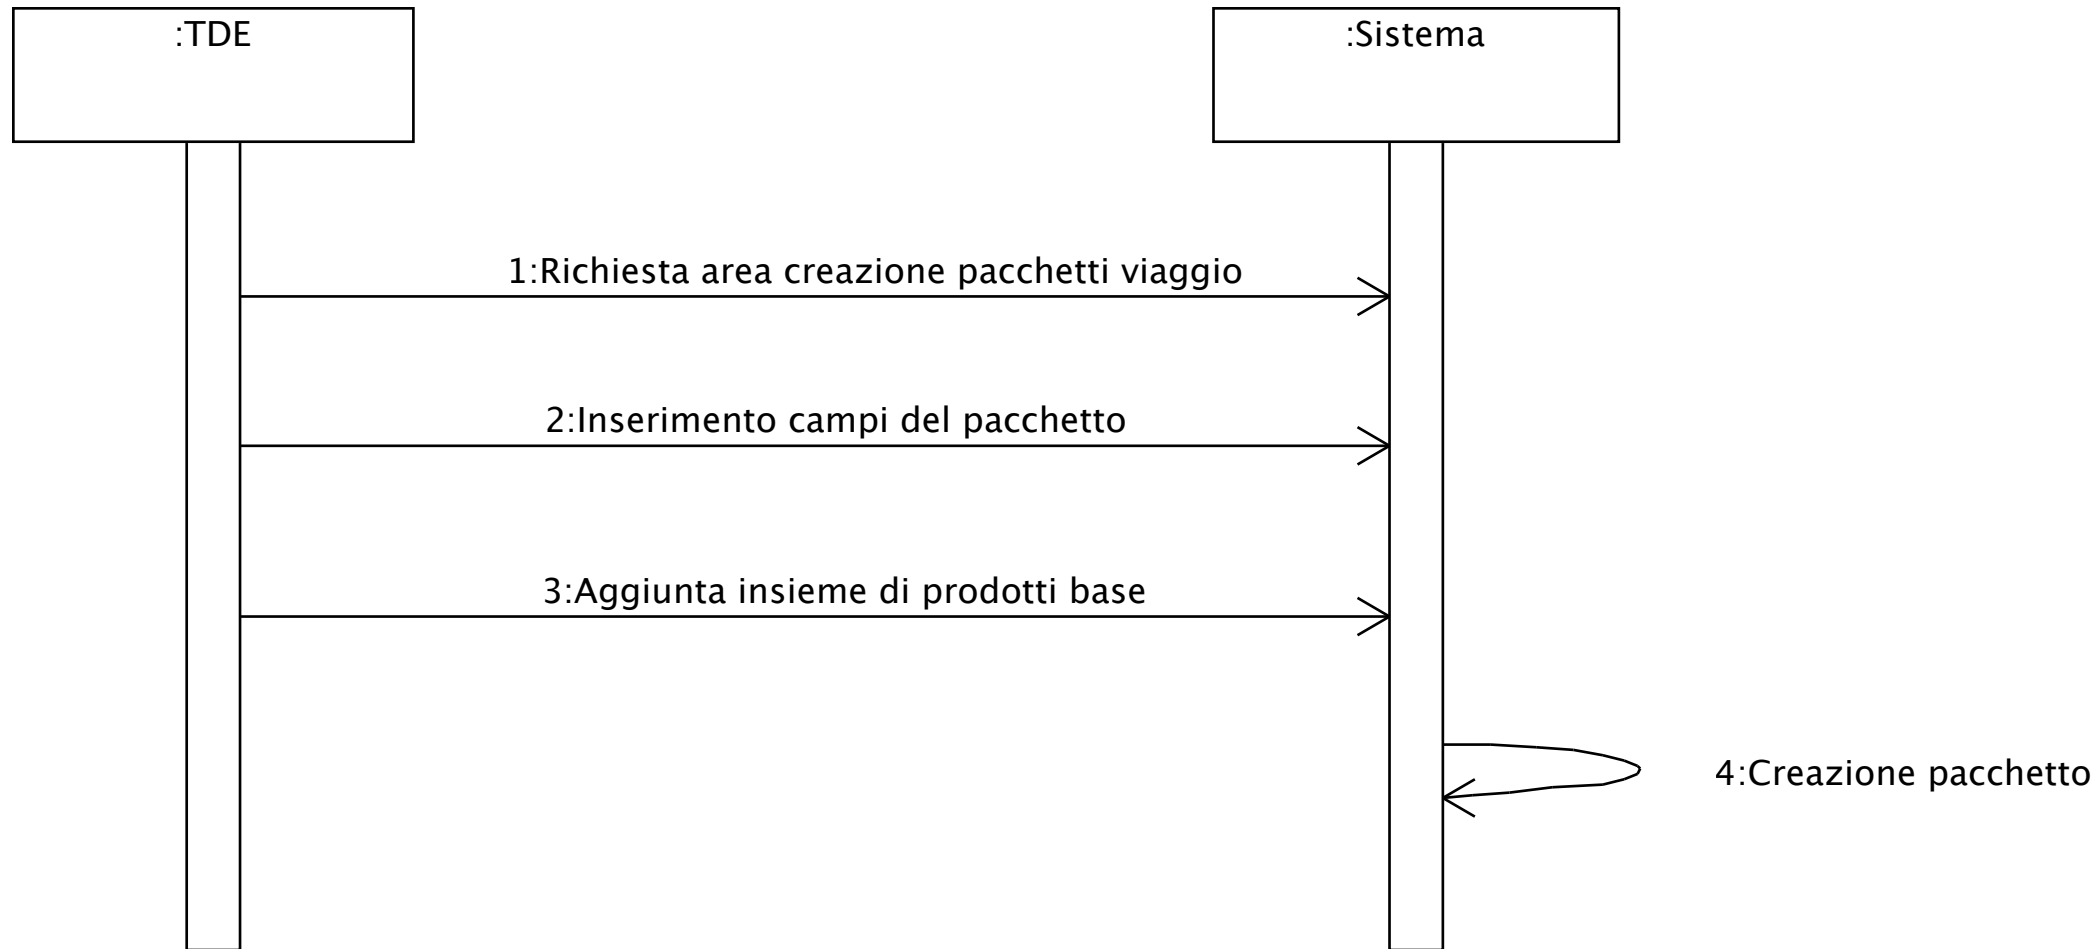 :TDE
:Sistema
1:Richiesta area creazione pacchetti viaggio
2:Inserimento campi del pacchetto
3:Aggiunta insieme di prodotti base
4:Creazione pacchetto